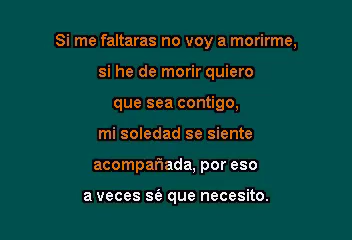 Si me faltaras no voy a morirme,
si he de morir quiero
que sea contigo,
mi soledad se siente
acompañada, por eso
a veces sé que necesito.